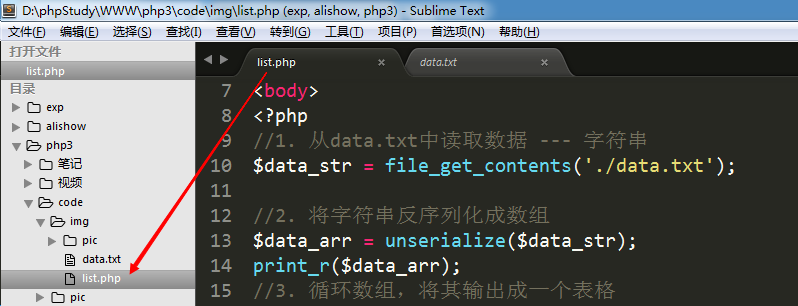 D:\phpStudy\WWW\php3\code\img\list.php (exp, alishow, php3) - Sublime Text
文件(F) 编辑(E) 选择(S) 查找(I) 查看(V) 转到(G) 工具(T) 项目(P) 首选项(N) 帮助(H)
打开文件
list.php
目录
exp
alishow
php3
笔记
视频
code
img
pic
data.txt
list.php
pic
list.php × data.txt ×
7 <body>
8 <?php
9 //1. 从data.txt中读取数据 --- 字符串
10 $data_str = file_get_contents('./data.txt');
11
12 //2. 将字符串反序列化成数组
13 $data_arr = unserialize($data_str);
14 print_r($data_arr);
15 //3. 循环数组，将其输出成一个表格